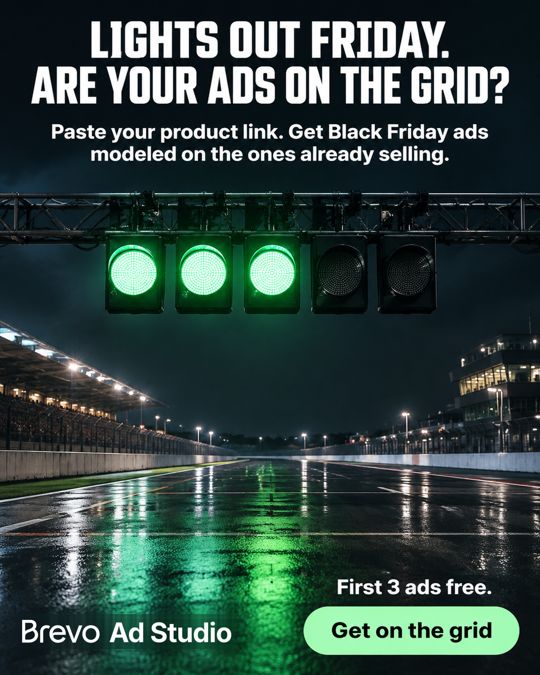 LIGHTS OUT FRIDAY.
ARE YOUR ADS ON THE GRID?
Paste your product link. Get Black Friday ads
modeled on the ones already selling.
First 3 ads free.
Brevo Ad Studio
Get on the grid